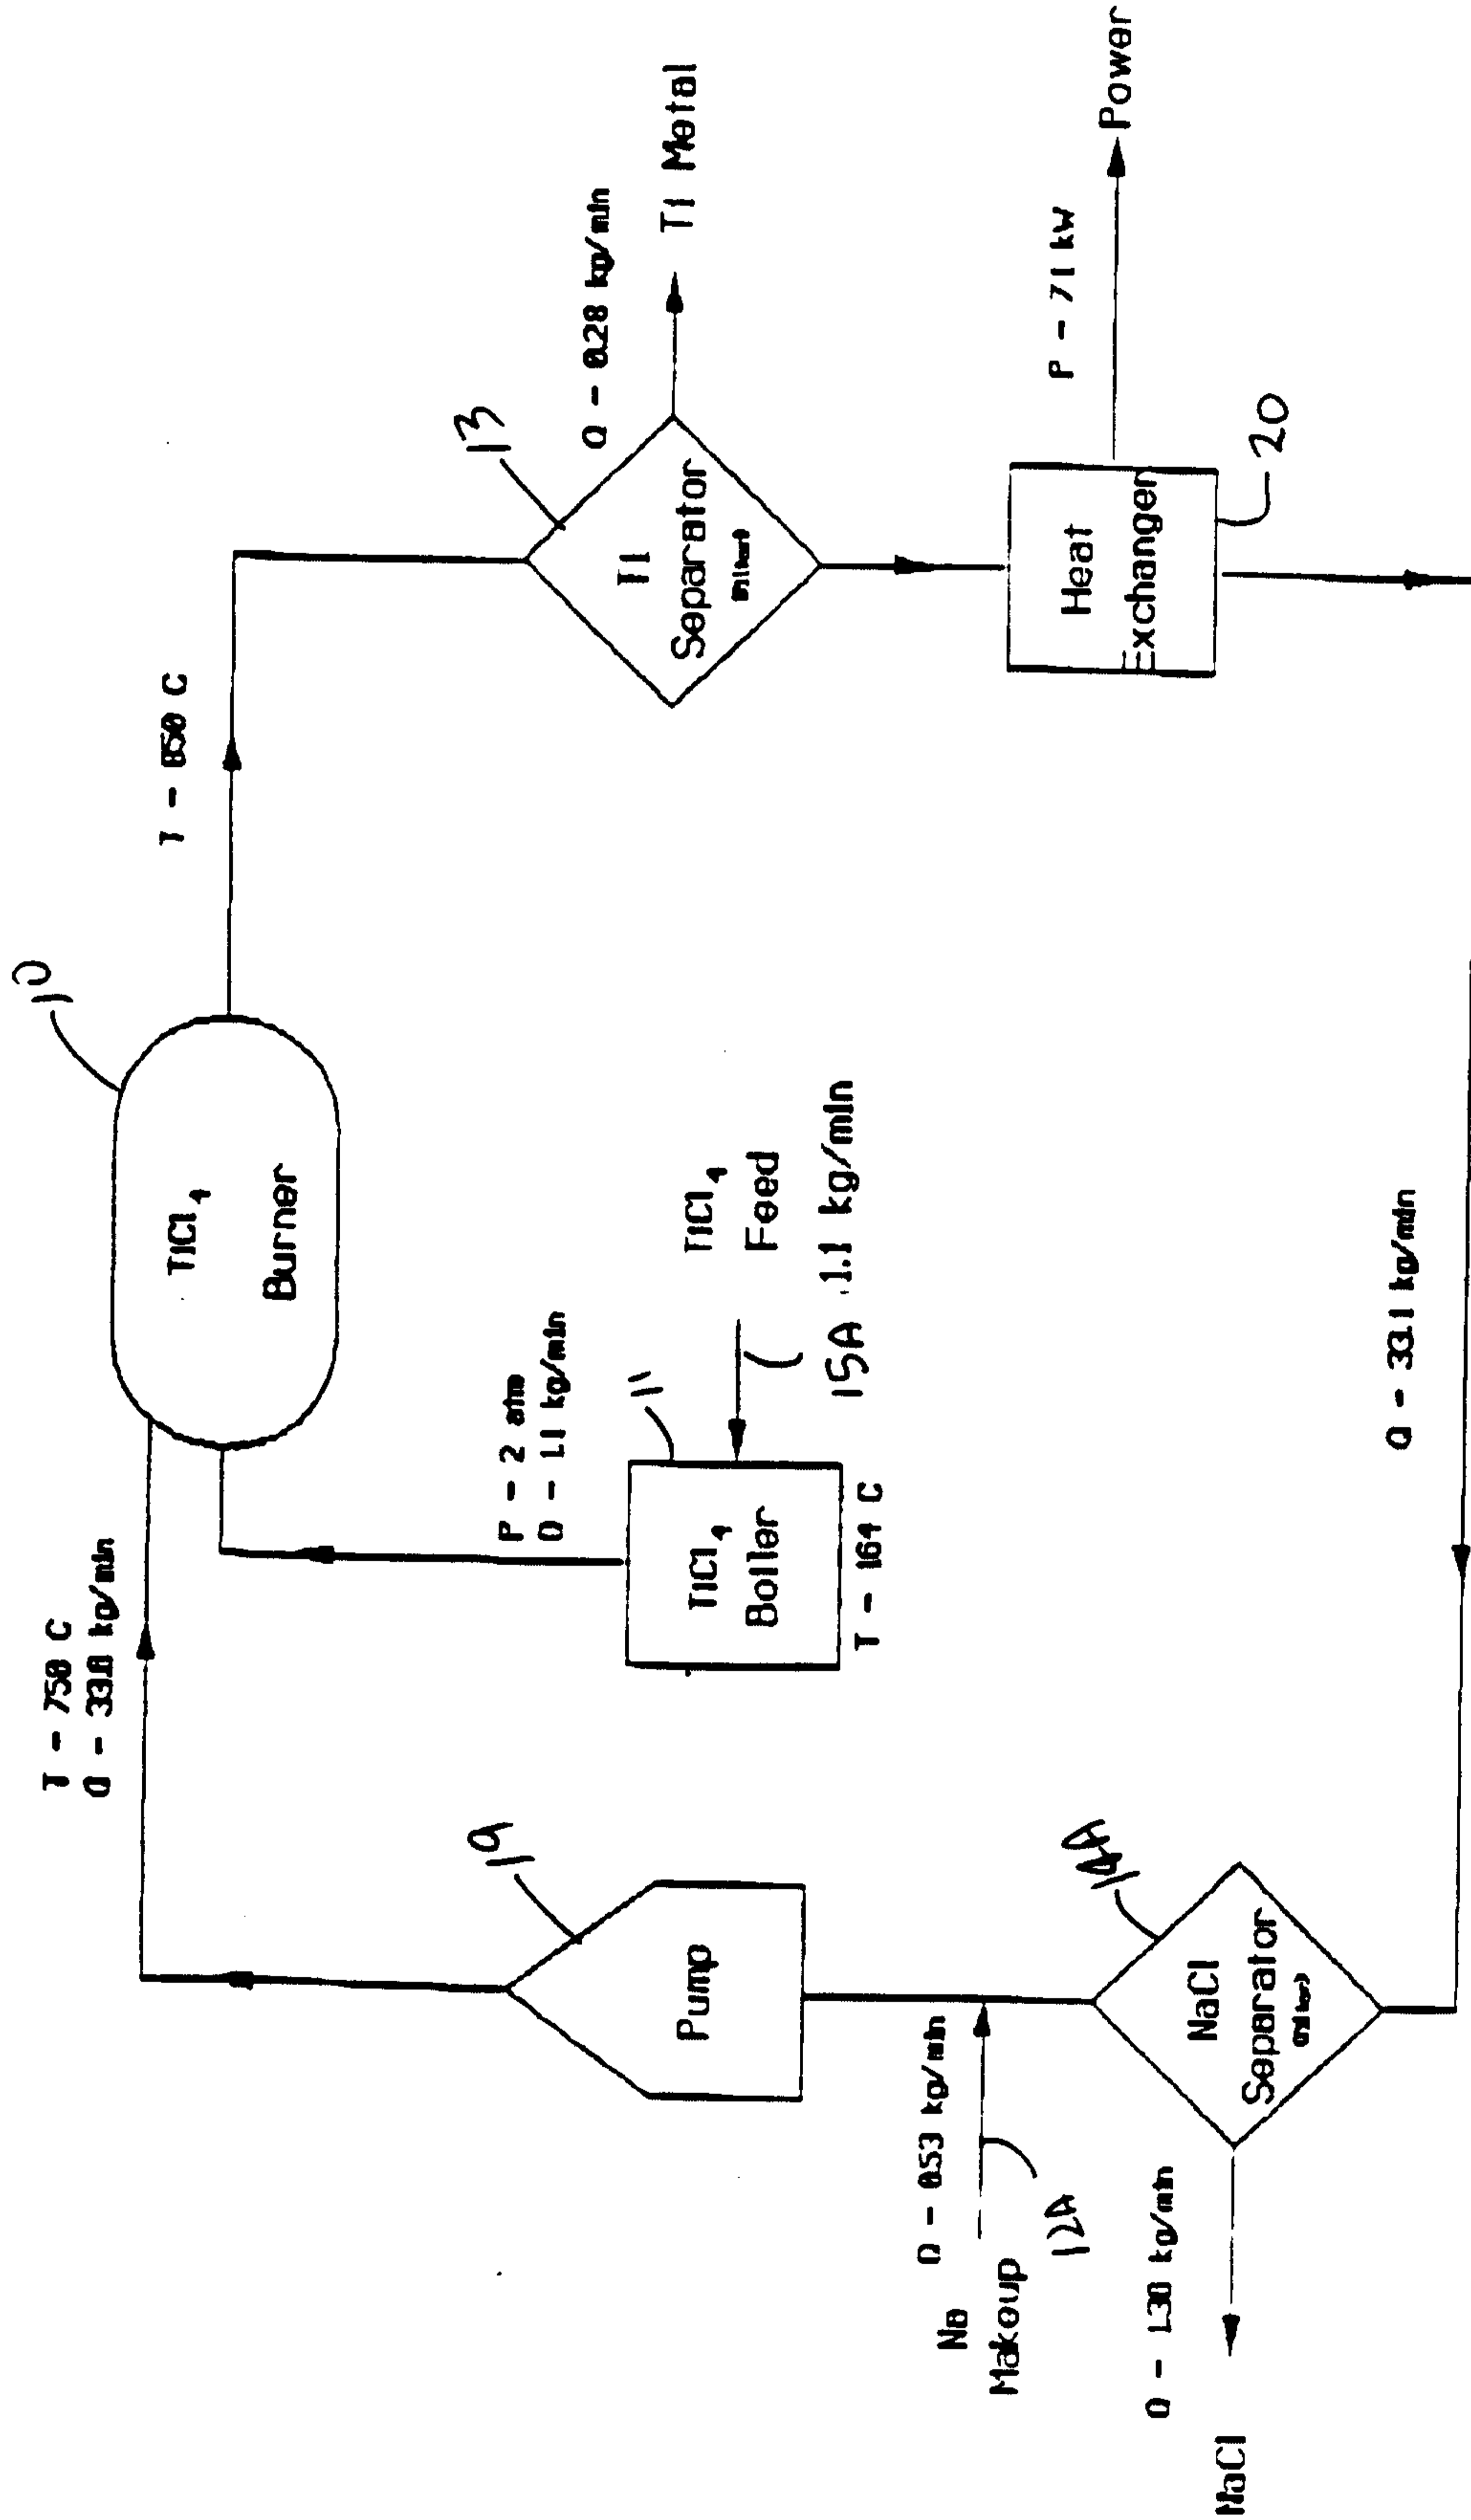 T - 750 C
Q - 33.8 kg/min
10
TiCl4
Burner
T - 850 C
19
Pump
P - 2 atm
Q - 1.1 kg/min
11
TiCl4
Boiler
T - 164 C
TiCl4
Feed
15A 1.1 kg/min
13
Ti
Separator
Q - 0.28 kg/min
Ti Metal
Q - 0.53 kg/min
Na
Makeup
12A
NaCl
Separator
Q - 1.38 kg/min
NaCl
Q - 33.1 kg/min
Heat
Exchanger
20
P - 71 kw
Power